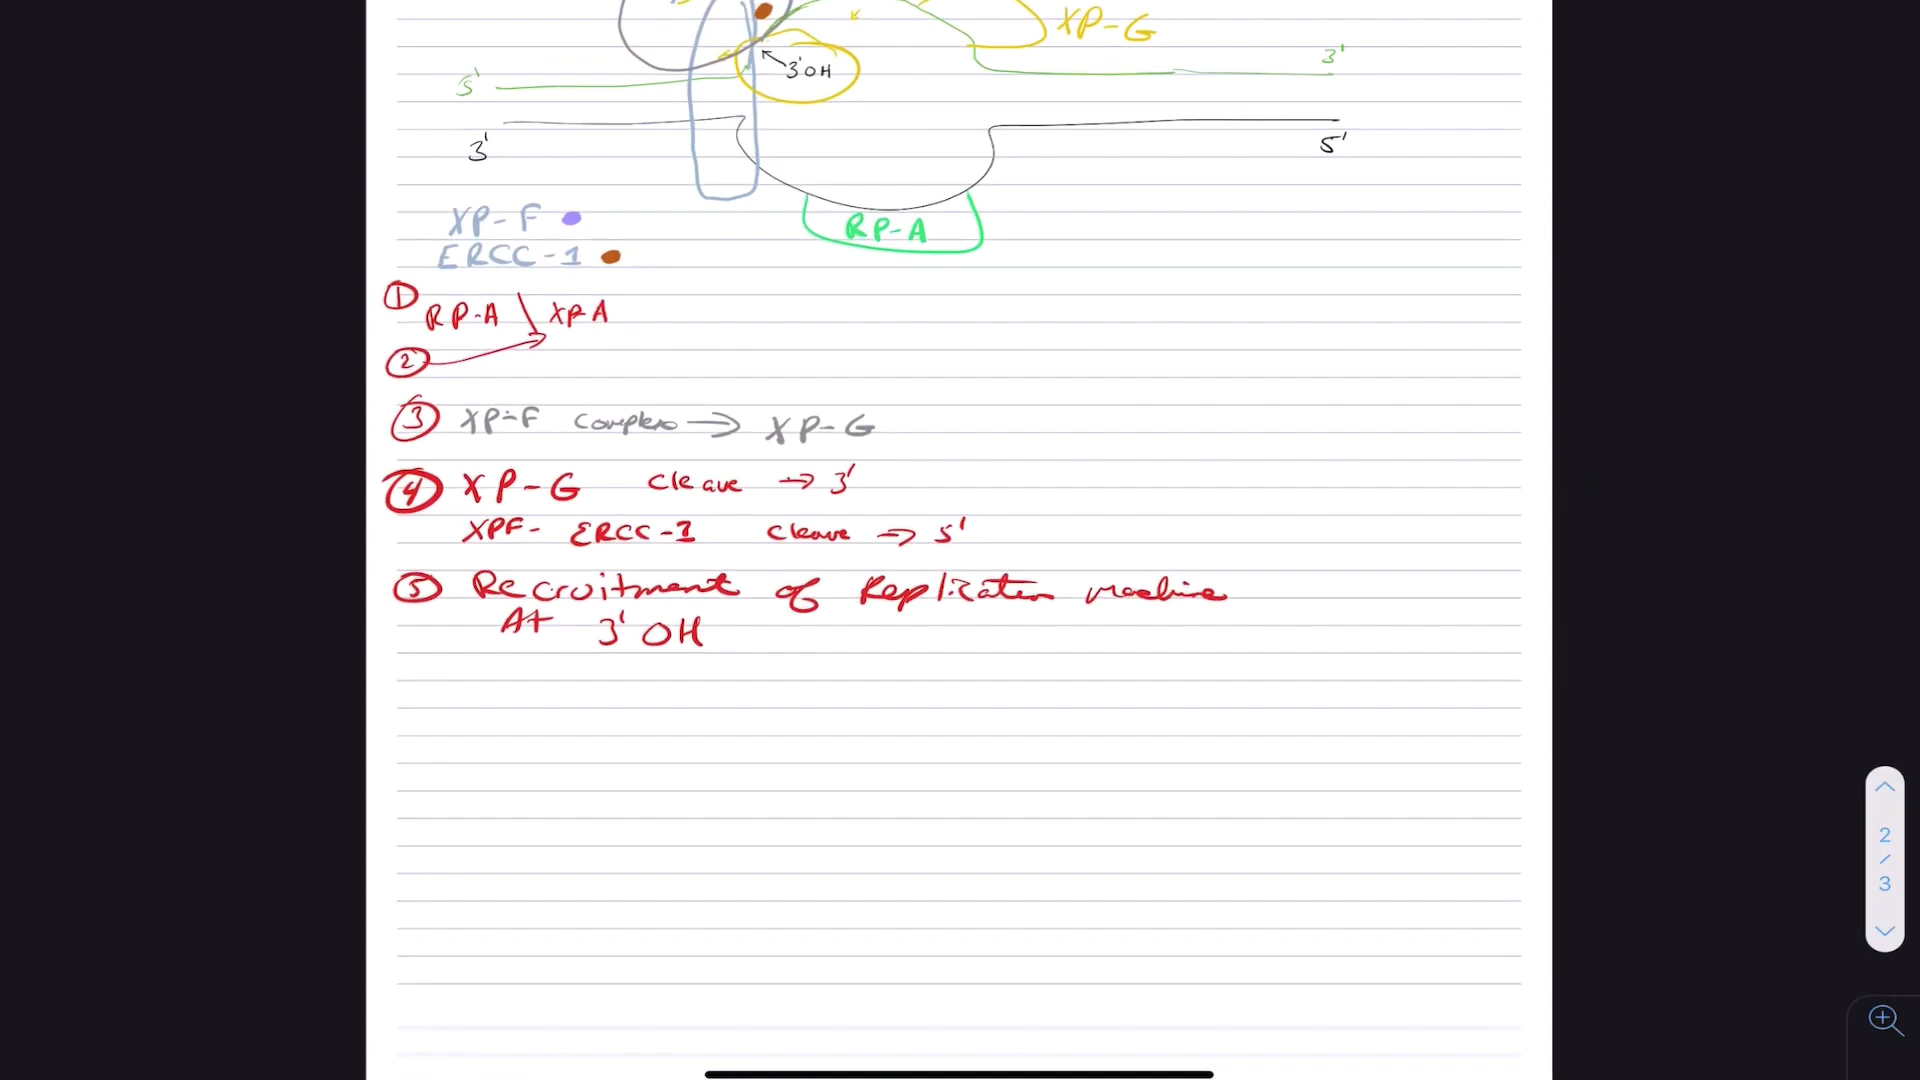 XP-G
3'OH
3'
5'
3'
5'
RP-A
XP-F
ERCC-1
① RP-A \ XPA
②
③ XP-F Complex → XP-G
④ XP-G cleave → 3'
XPF- ERCC-1 cleave → 5'
⑤ Recruitment of Replication Machine
At 3' OH
2
/
3